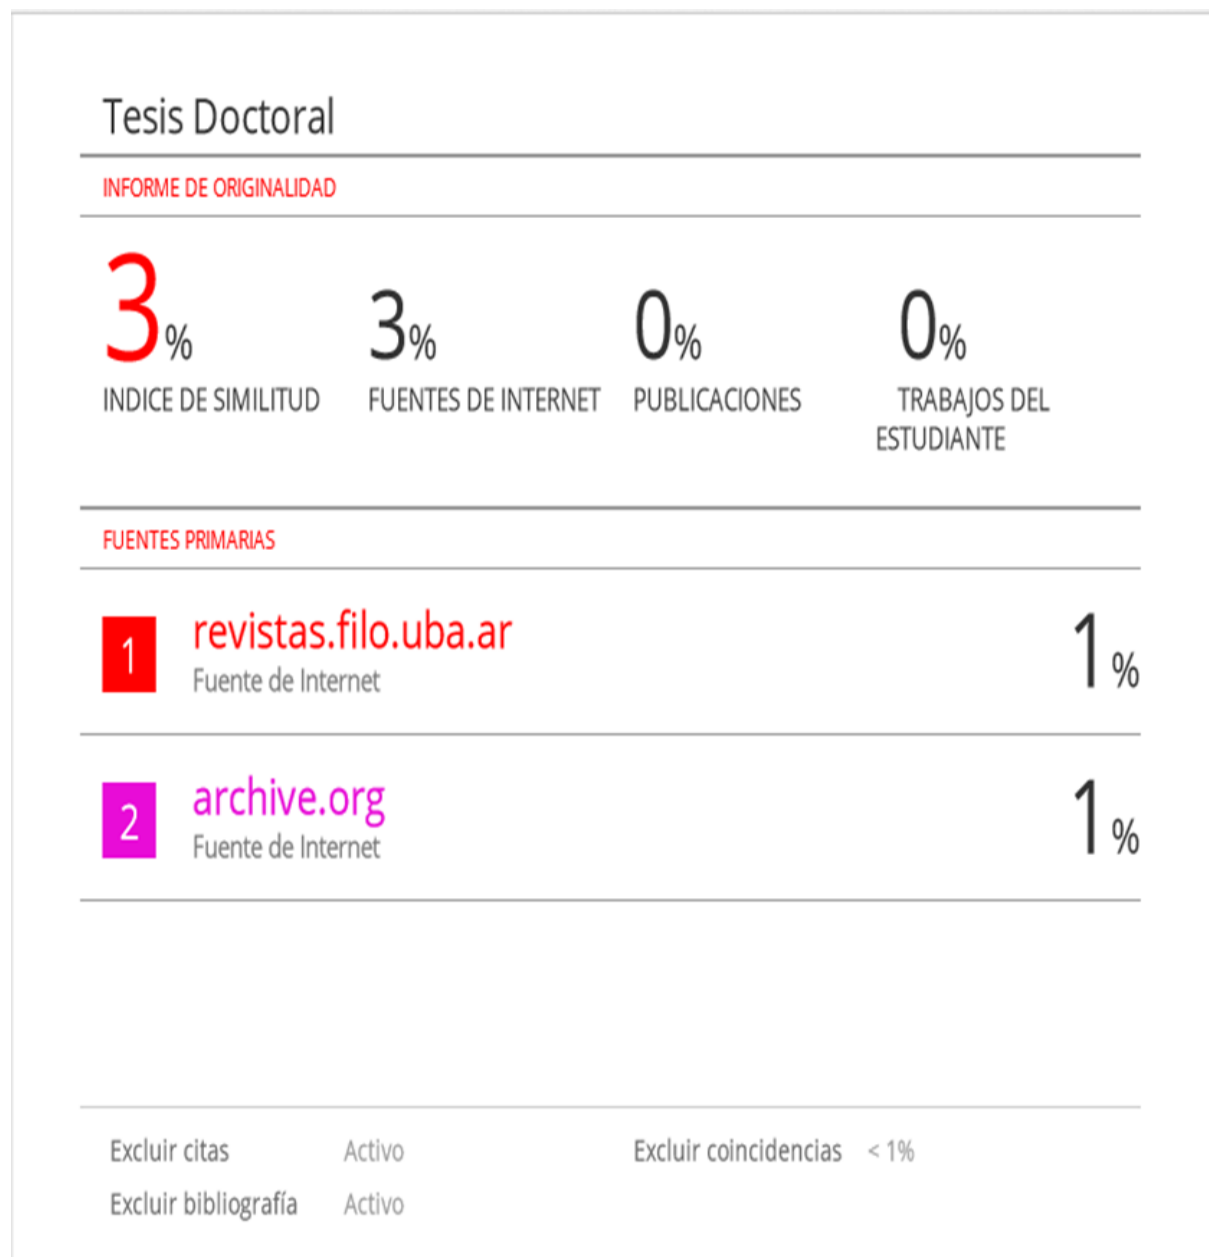 Tesis Doctoral
INFORME DE ORIGINALIDAD
3% 3% 0% 0%
INDICE DE SIMILITUD FUENTES DE INTERNET PUBLICACIONES TRABAJOS DEL
ESTUDIANTE
FUENTES PRIMARIAS
1 revistas.filo.uba.ar 1%
Fuente de Internet
2 archive.org 1%
Fuente de Internet
Excluir citas Activo Excluir coincidencias < 1%
Excluir bibliografía Activo